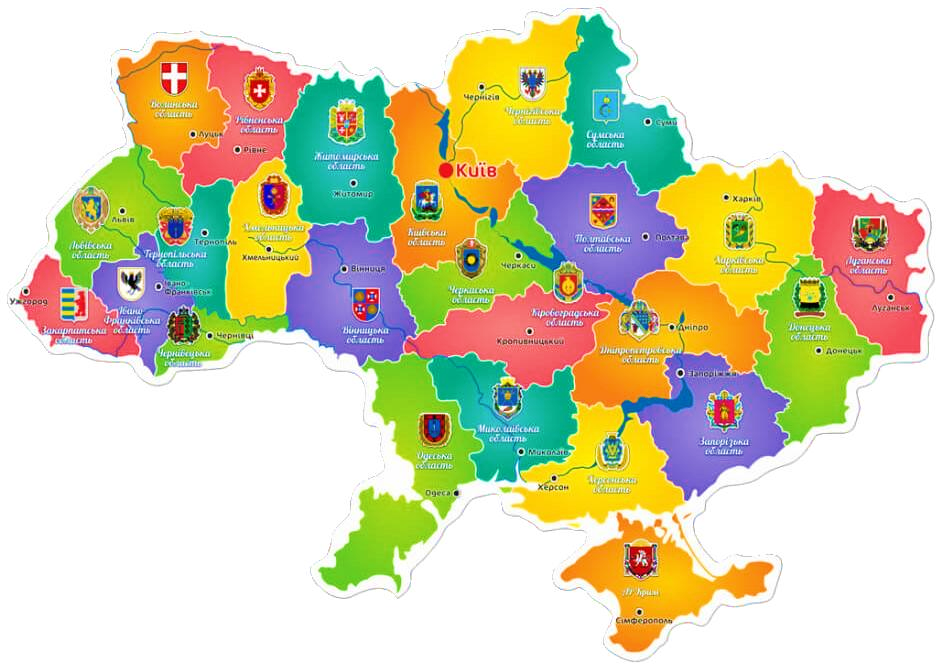 Чернігів
Чернігівська
область
Волинська
область
Рівненська
область
Луцьк
Рівне
Житомирська
область
Житомир
Київ
Київська
область
Сумська
область
Суми
Львів
Львівська
область
Тернопіль
Тернопільська
область
Хмельницька
область
Хмельницький
Вінниця
Вінницька
область
Черкаська
область
Черкаси
Полтавська
область
Полтава
Харків
Харківська
область
Луганська
область
Луганськ
Ужгород
Закарпатська
область
Івано-
Франківськ
Івано
Франківська
область
Чернівці
Чернівецька
область
Кіровоградська
область
Кропивницький
Дніпро
Дніпропетровська
область
Донецька
область
Донецьк
Запоріжжя
Запорізька
область
Миколаївська
область
Миколаїв
Одеська
область
Одеса
Херсон
Херсонська
область
АР Крим
Сімферополь